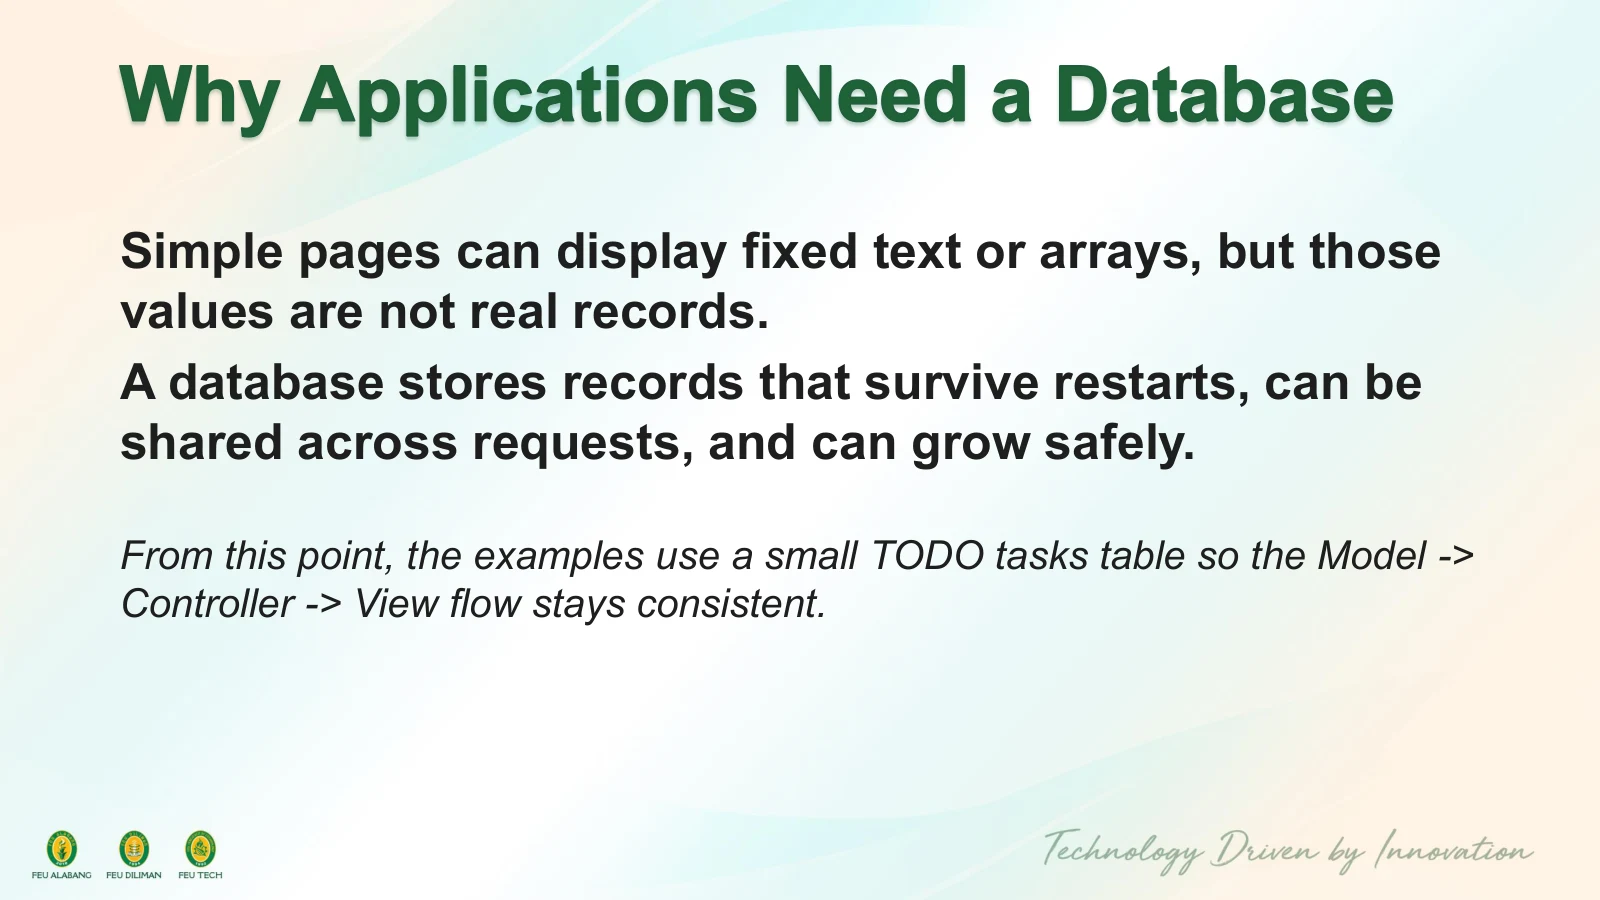 Why Applications Need a Database
Simple pages can display fixed text or arrays, but those
values are not real records.
A database stores records that survive restarts, can be
shared across requests, and can grow safely.
From this point, the examples use a small TODO tasks table so the Model ->
Controller -> View flow stays consistent.
FEU ALABANG
FEU DILIMAN
FEU TECH
Technology Driven by Innovation